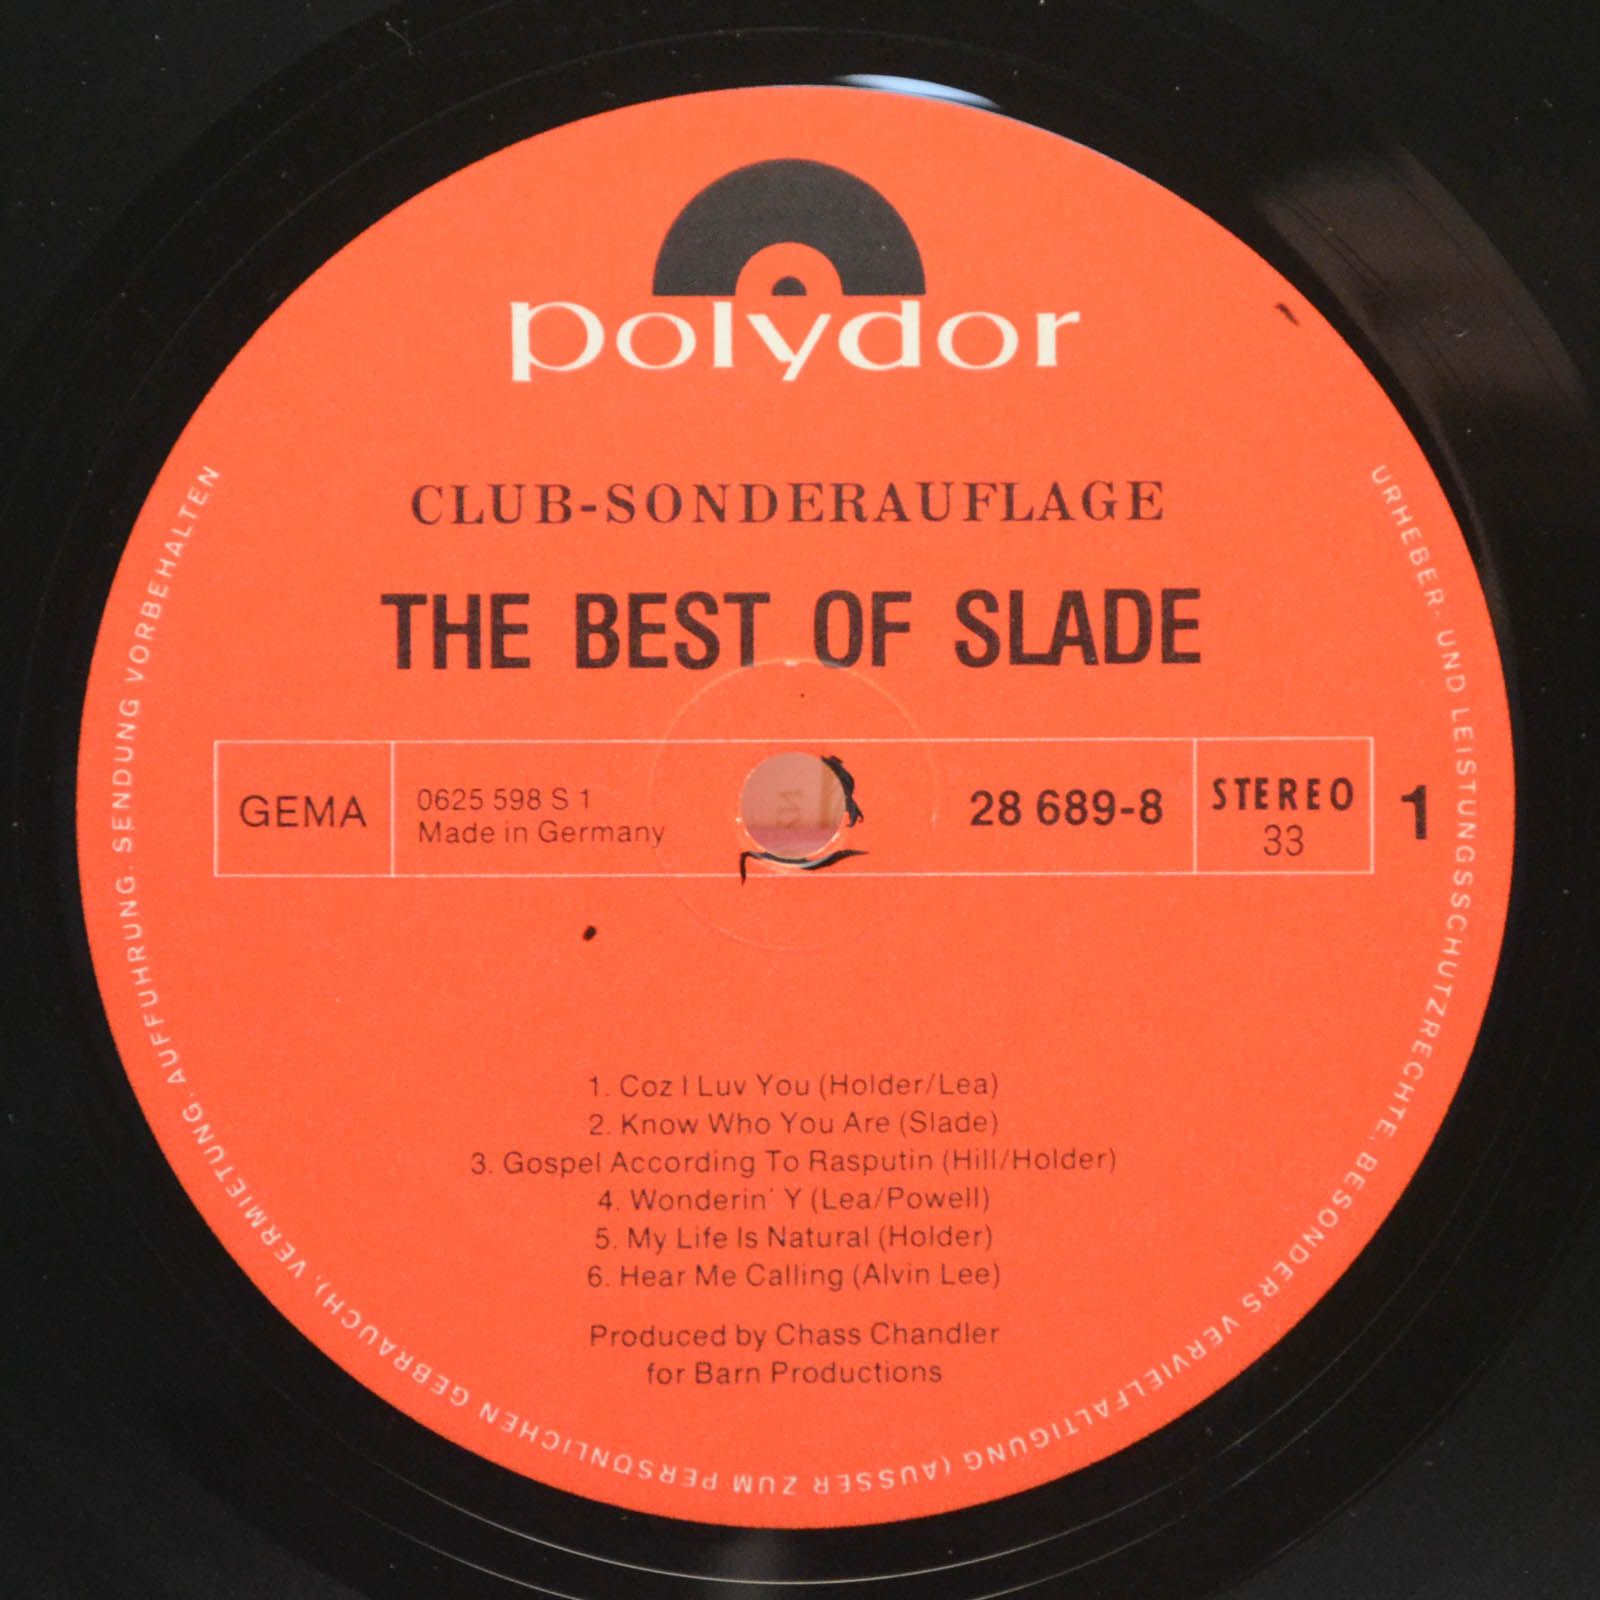 polydor
CLUB-SONDERAUFLAGE
THE BEST OF SLADE
GEMA
0625 598 S 1
Made in Germany
28 689-8
STEREO
33
1
1. Coz I Luv You (Holder/Lea)
2. Know Who You Are (Slade)
3. Gospel According To Rasputin (Hill/Holder)
4. Wonderin' Y (Lea/Powell)
5. My Life Is Natural (Holder)
6. Hear Me Calling (Alvin Lee)
Produced by Chass Chandler
for Barn Productions
URHEBER- UND LEISTUNGSSCHUTZRECHTE, BESONDERS VERVIELFÄLTIGUNG (AUSSER ZUM PERSÖNLICHEN GEBRAUCH), VERMIETUNG, AUFFÜHRUNG, SENDUNG VORBEHALTEN